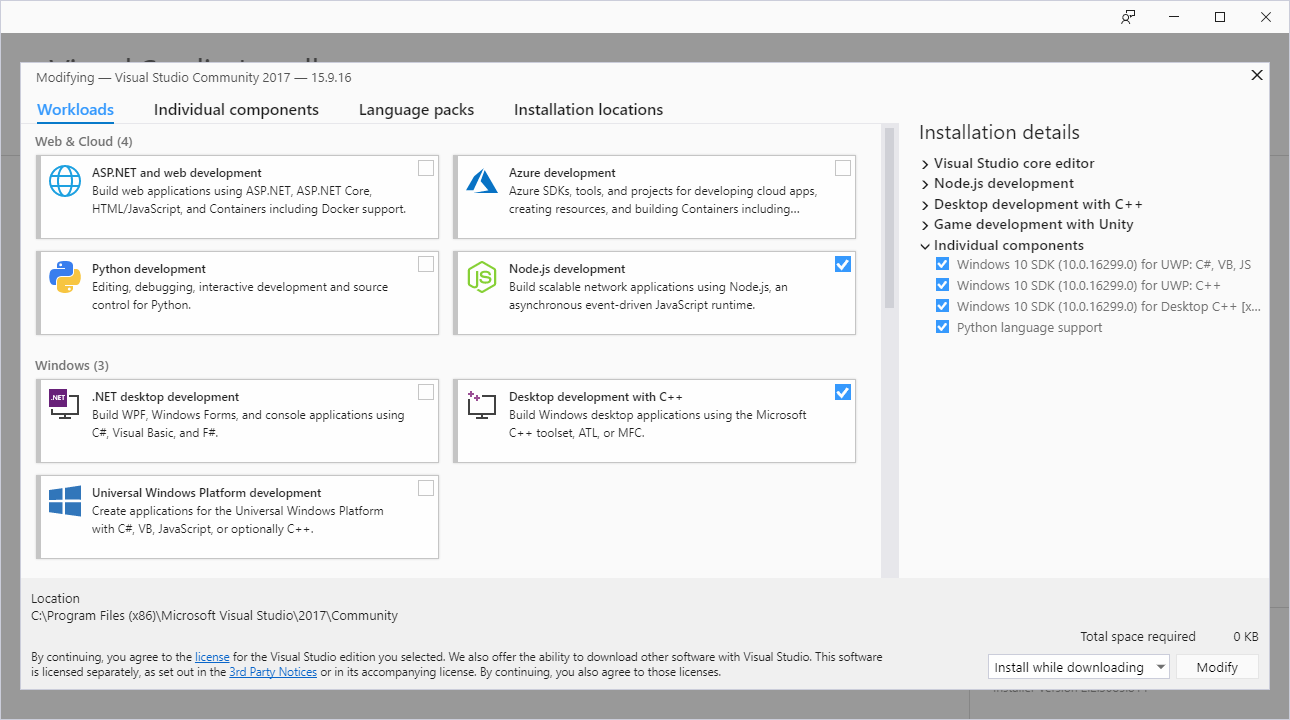 Modifying — Visual Studio Community 2017 — 15.9.16
Workloads Individual components Language packs Installation locations
Web & Cloud (4)
ASP.NET and web development
Build web applications using ASP.NET, ASP.NET Core,
HTML/JavaScript, and Containers including Docker support.
Azure development
Azure SDKs, tools, and projects for developing cloud apps,
creating resources, and building Containers including...
Python development
Editing, debugging, interactive development and source
control for Python.
Node.js development
Build scalable network applications using Node.js, an
asynchronous event-driven JavaScript runtime.
Windows (3)
.NET
.NET desktop development
Build WPF, Windows Forms, and console applications using
C#, Visual Basic, and F#.
Desktop development with C++
Build Windows desktop applications using the Microsoft
C++ toolset, ATL, or MFC.
Universal Windows Platform development
Create applications for the Universal Windows Platform
with C#, VB, JavaScript, or optionally C++.
Installation details
Visual Studio core editor
Node.js development
Desktop development with C++
Game development with Unity
Individual components
Windows 10 SDK (10.0.16299.0) for UWP: C#, VB, JS
Windows 10 SDK (10.0.16299.0) for UWP: C++
Windows 10 SDK (10.0.16299.0) for Desktop C++ [x...
Python language support
Location
C:\Program Files (x86)\Microsoft Visual Studio\2017\Community
Total space required 0 KB
By continuing, you agree to the license for the Visual Studio edition you selected. We also offer the ability to download other software with Visual Studio. This software
is licensed separately, as set out in the 3rd Party Notices or in its accompanying license. By continuing, you also agree to those licenses.
Install while downloading
Modify